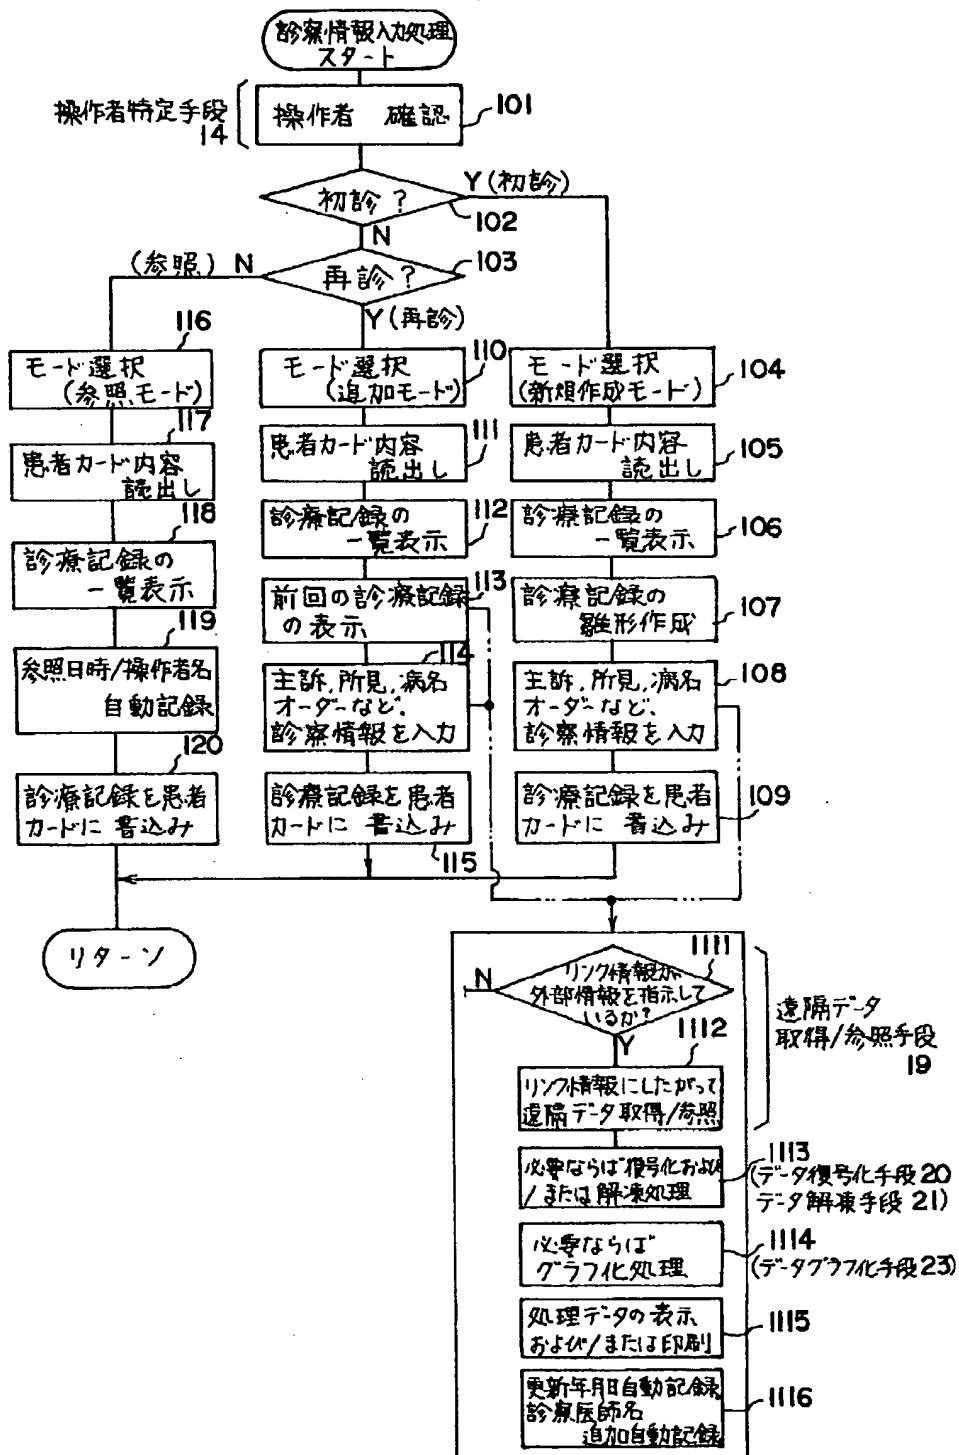 診察情報入力処理
スタート
操作者特定手段
14
操作者 確認
101
初診?
Y(初診)
102
N
再診?
103
(参照) N
Y(再診)
116
モード選択
(参照モード)
117
患者カード内容
読出し
118
診療記録の
一覧表示
119
参照日時/操作者名
自動記録
120
診療記録を患者
カードに書込み
110
モード選択
(追加モード)
111
患者カード内容
読出し
112
診療記録の
一覧表示
113
前回の診療記録
の表示
114
主訴,所見,病名
オーダーなど、
診察情報を入力
診療記録を患者
カードに書込み
115
モード選択
(新規作成モード)
104
患者カード内容
読出し
105
診療記録の
一覧表示
106
診療記録の
雛形作成
107
主訴,所見,病名
オーダーなど、
診察情報を入力
108
診療記録を患者
カードに書込み
109
リターン
1111
リンク情報が
外部情報を指示して
いるか?
N
Y
遠隔データ
取得/参照手段
19
1112
リンク情報にしたがって
遠隔データ取得/参照
必要ならば復号化および
/または解凍処理
1113
(データ復号化手段20
データ解凍手段21)
必要ならば
グラフ化処理
1114
(データグラフ化手段23)
処理データの表示
および/または印刷
1115
更新年月日自動記録
診察医師名
追加自動記録
1116